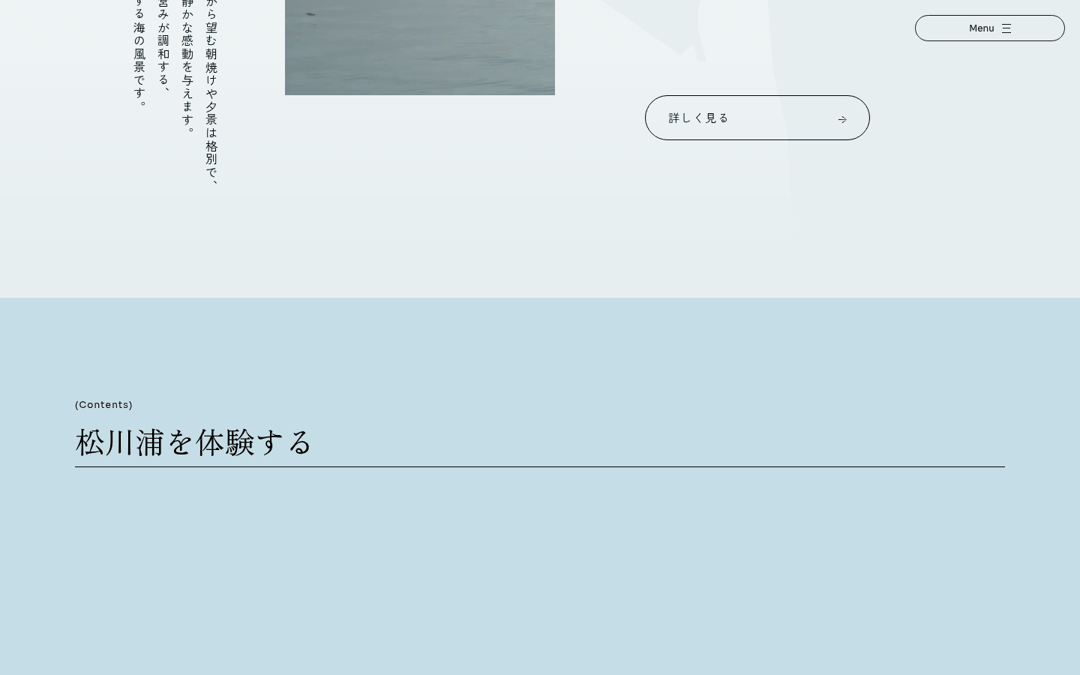 Menu
から望む朝焼けや夕景は格別で、
静かな感動を与えます。
営みが調和する、
する海の風景です。
詳しく見る
(Contents)
松川浦を体験する